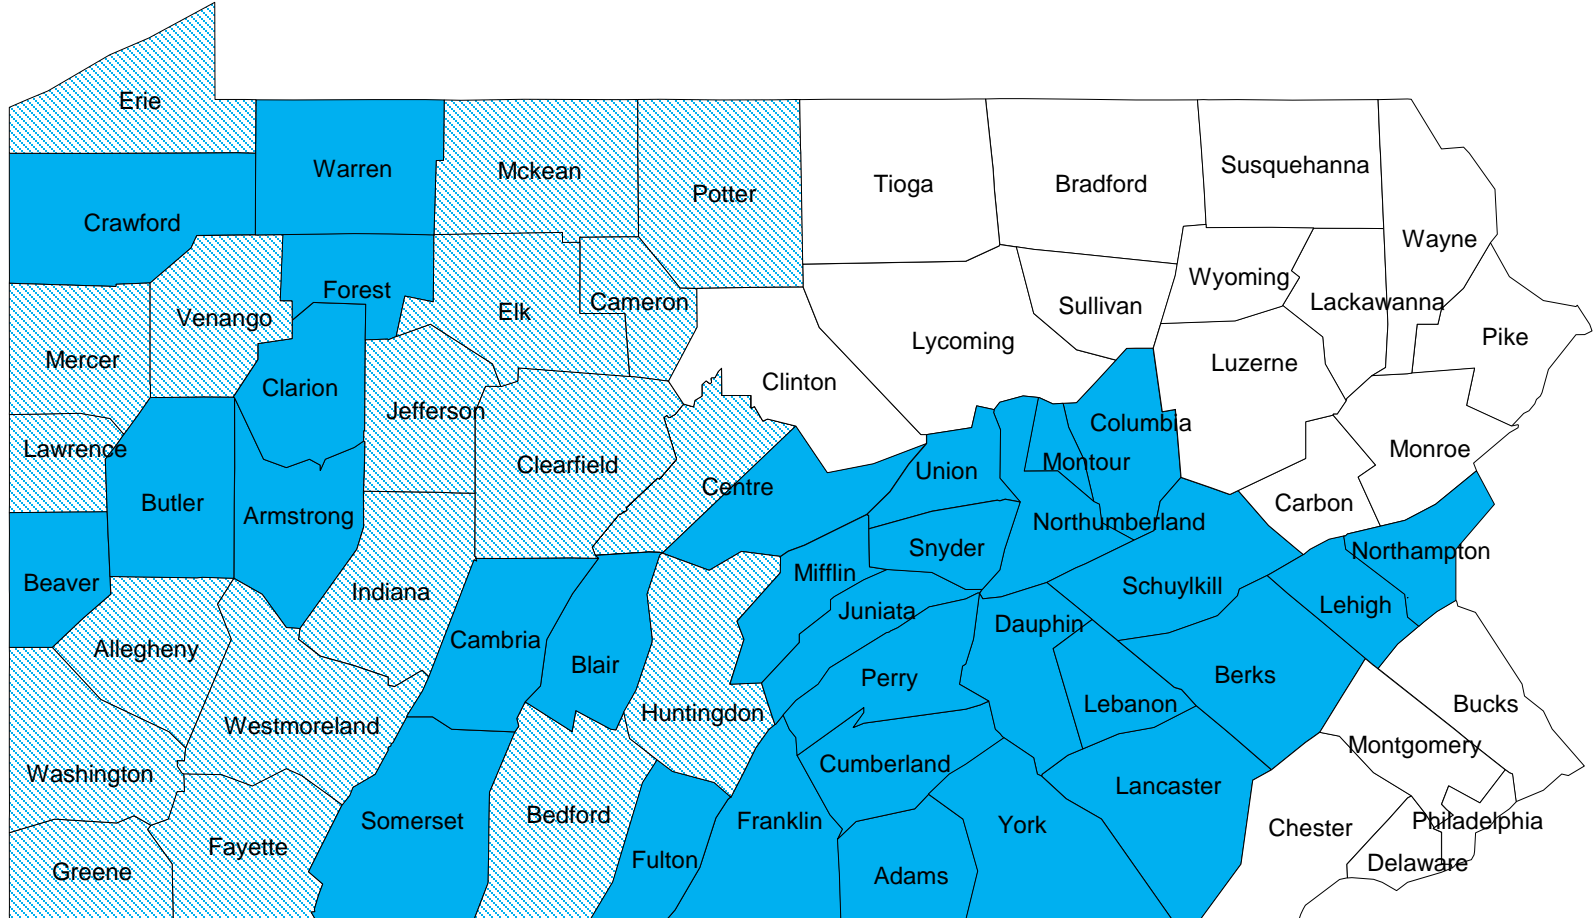 Erie
Warren
Mckean
Potter
Tioga
Bradford
Susquehanna
Crawford
Wayne
Forest
Venango
Elk
Cameron
Sullivan
Wyoming
Lackawanna
Mercer
Lycoming
Pike
Clinton
Luzerne
Clarion
Jefferson
Columbia
Lawrence
Clearfield
Centre
Union
Montour
Monroe
Butler
Armstrong
Northumberland
Carbon
Snyder
Northampton
Beaver
Indiana
Mifflin
Juniata
Schuylkill
Lehigh
Allegheny
Cambria
Blair
Dauphin
Perry
Berks
Westmoreland
Huntingdon
Lebanon
Bucks
Washington
Cumberland
Lancaster
Montgomery
Somerset
Bedford
Franklin
York
Chester
Philadelphia
Fayette
Fulton
Greene
Adams
Delaware